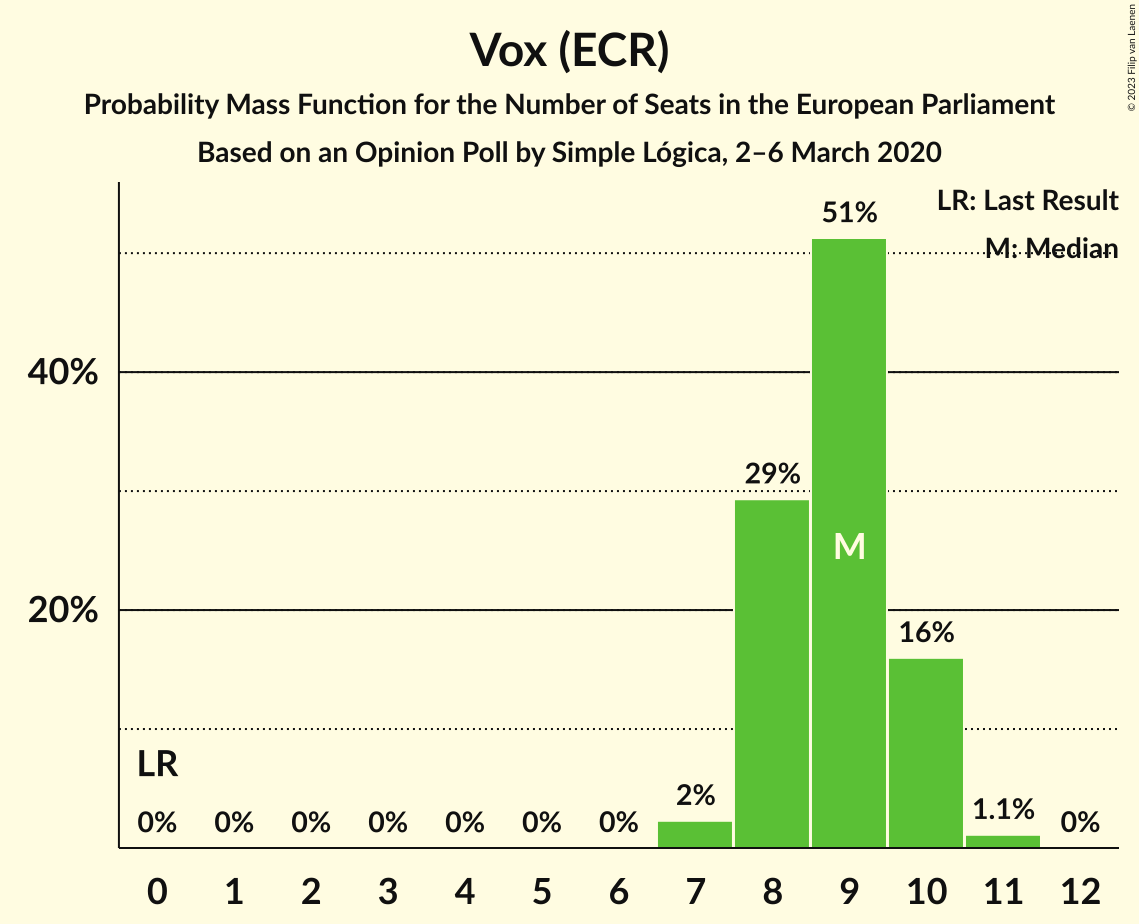 Vox (ECR)
Probability Mass Function for the Number of Seats in the European Parliament
Based on an Opinion Poll by Simple Lógica, 2–6 March 2020
© 2023 Filip van Laenen
LR: Last Result
M: Median
51%
40%
29%
M
20%
16%
LR
0% 0% 0% 0% 0% 0% 0% 2% 1.1% 0%
0 1 2 3 4 5 6 7 8 9 10 11 12